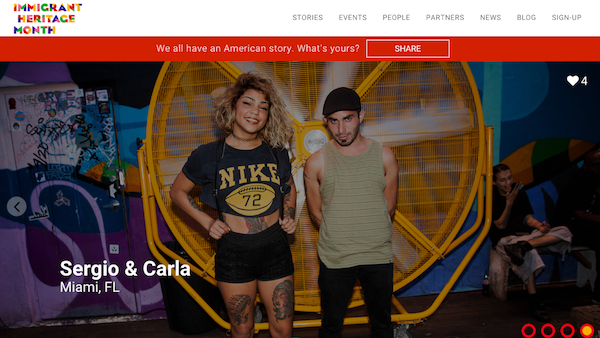 IMMIGRANT
HERITAGE
MONTH
STORIES EVENTS PEOPLE PARTNERS NEWS BLOG SIGN-UP
We all have an American story. What's yours? SHARE
4
NIKE
72
Sergio & Carla
Miami, FL